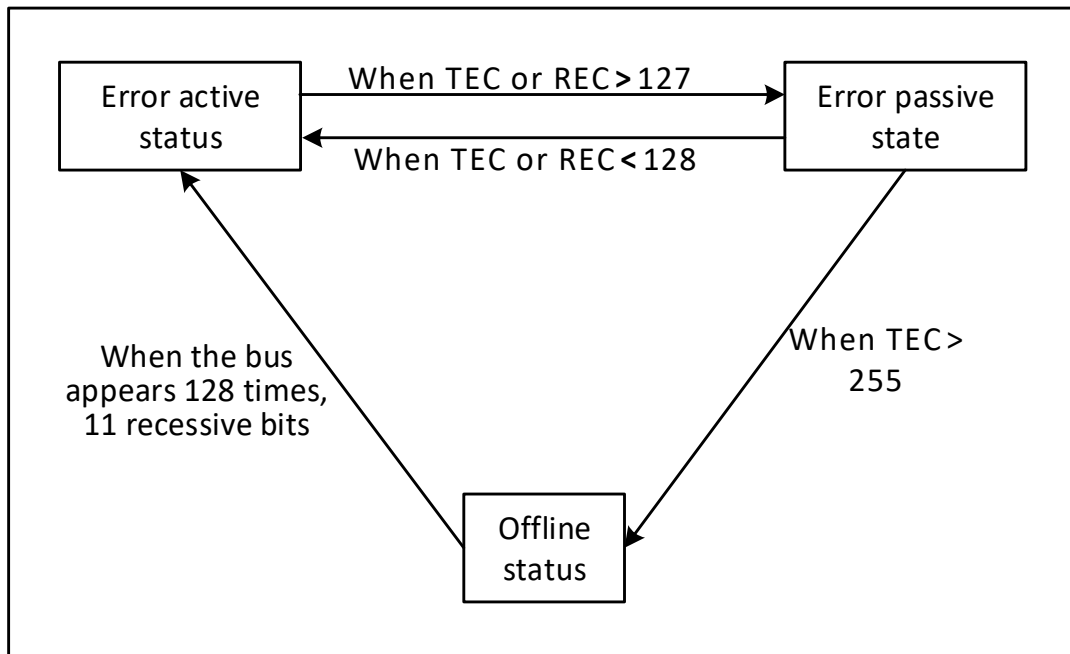 Error active
status
When TEC or REC>127
When TEC or REC<128
Error passive
state
When the bus
appears 128 times,
11 recessive bits
When TEC>
255
Offline
status